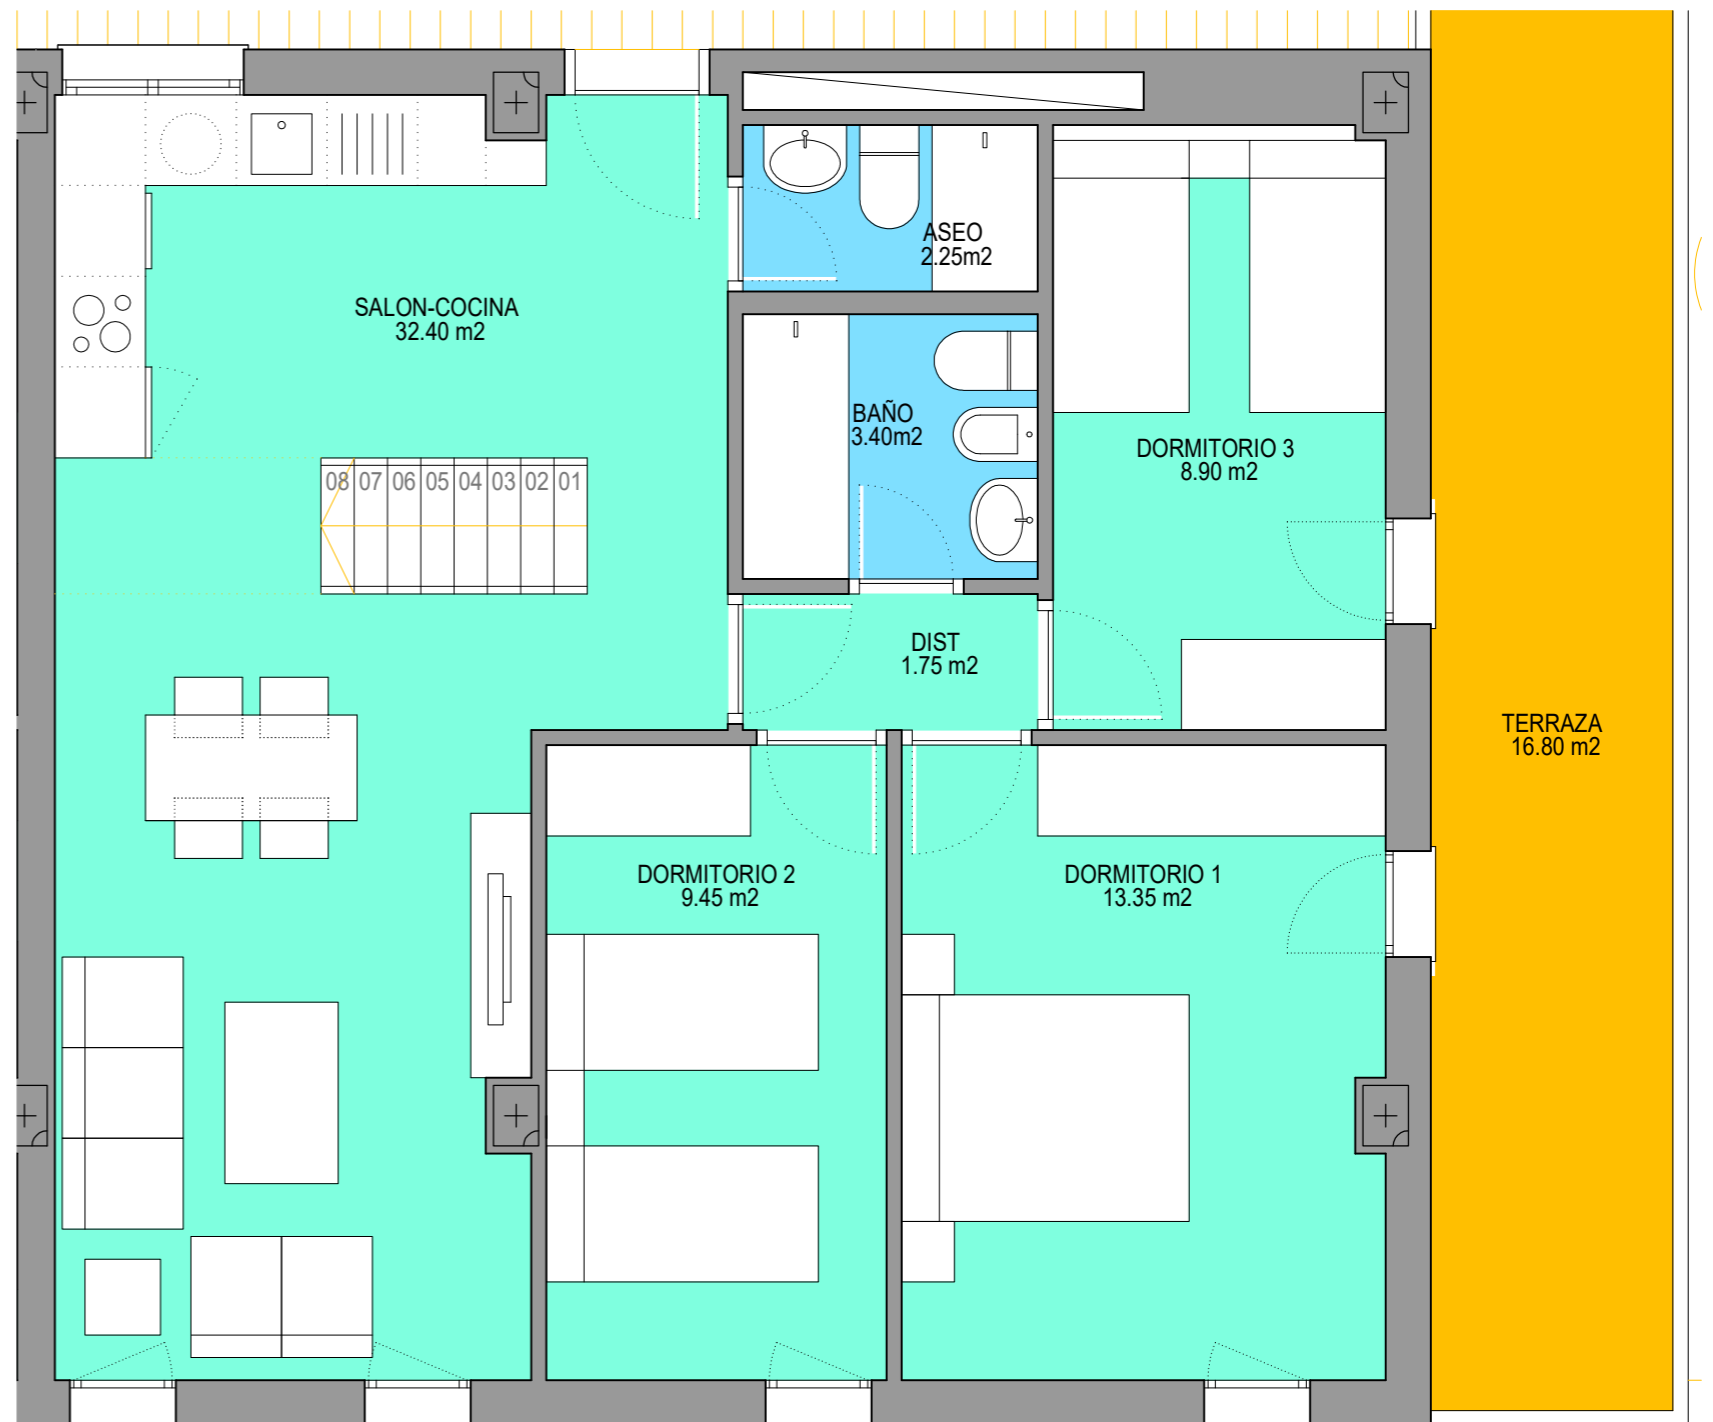 ASEO
2.25m2
SALON-COCINA
32.40 m2
BAÑO
3.40m2
DORMITORIO 3
8.90 m2
08 07 06 05 04 03 02 01
DIST
1.75 m2
TERRAZA
16.80 m2
DORMITORIO 2
9.45 m2
DORMITORIO 1
13.35 m2